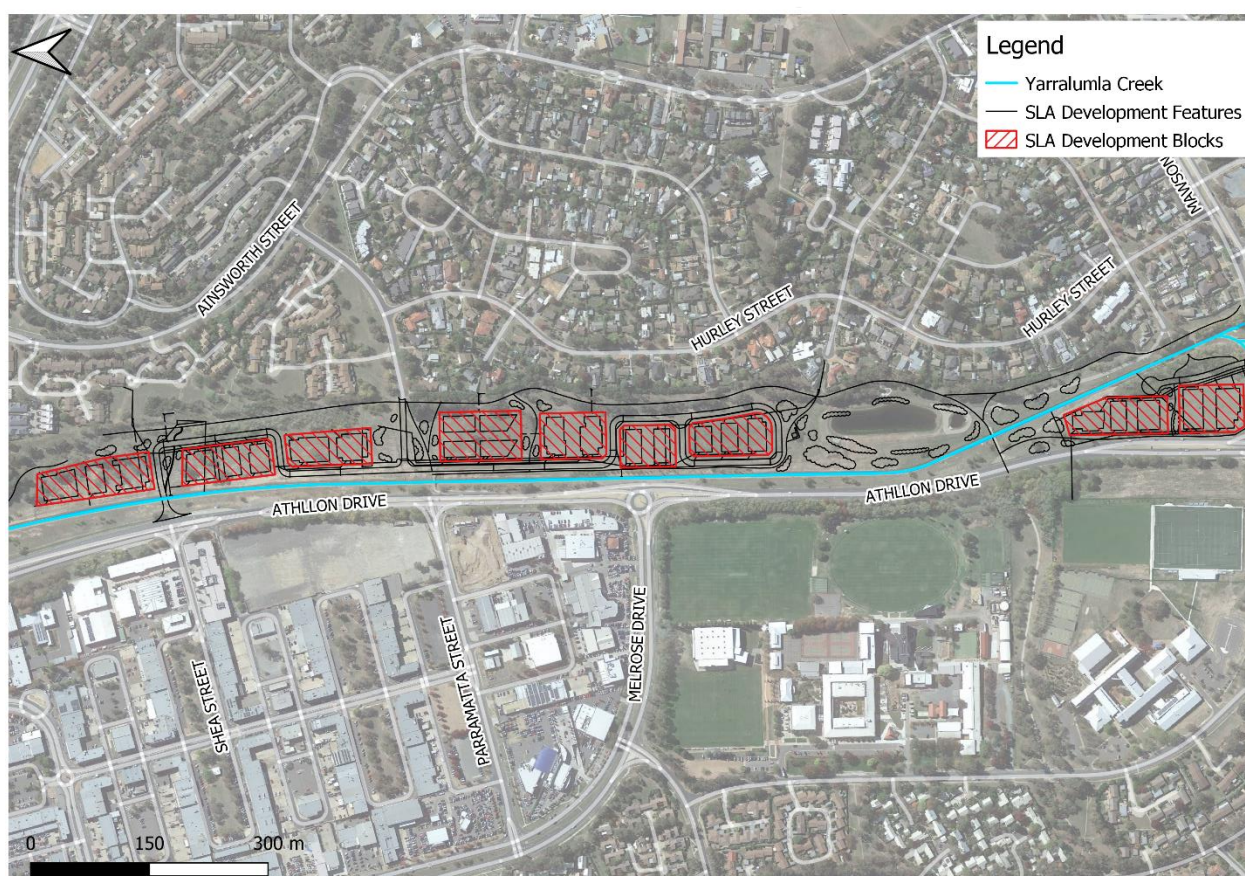 Legend
Yarralumla Creek
SLA Development Features
SLA Development Blocks
MAWSON
AINSWORTH STREET
HURLEY STREET
HURLEY STREET
ATHLLON DRIVE
ATHLLON DRIVE
SHEA STREET
PARRAMATTA STREET
MELROSE DRIVE
0 150 300 m